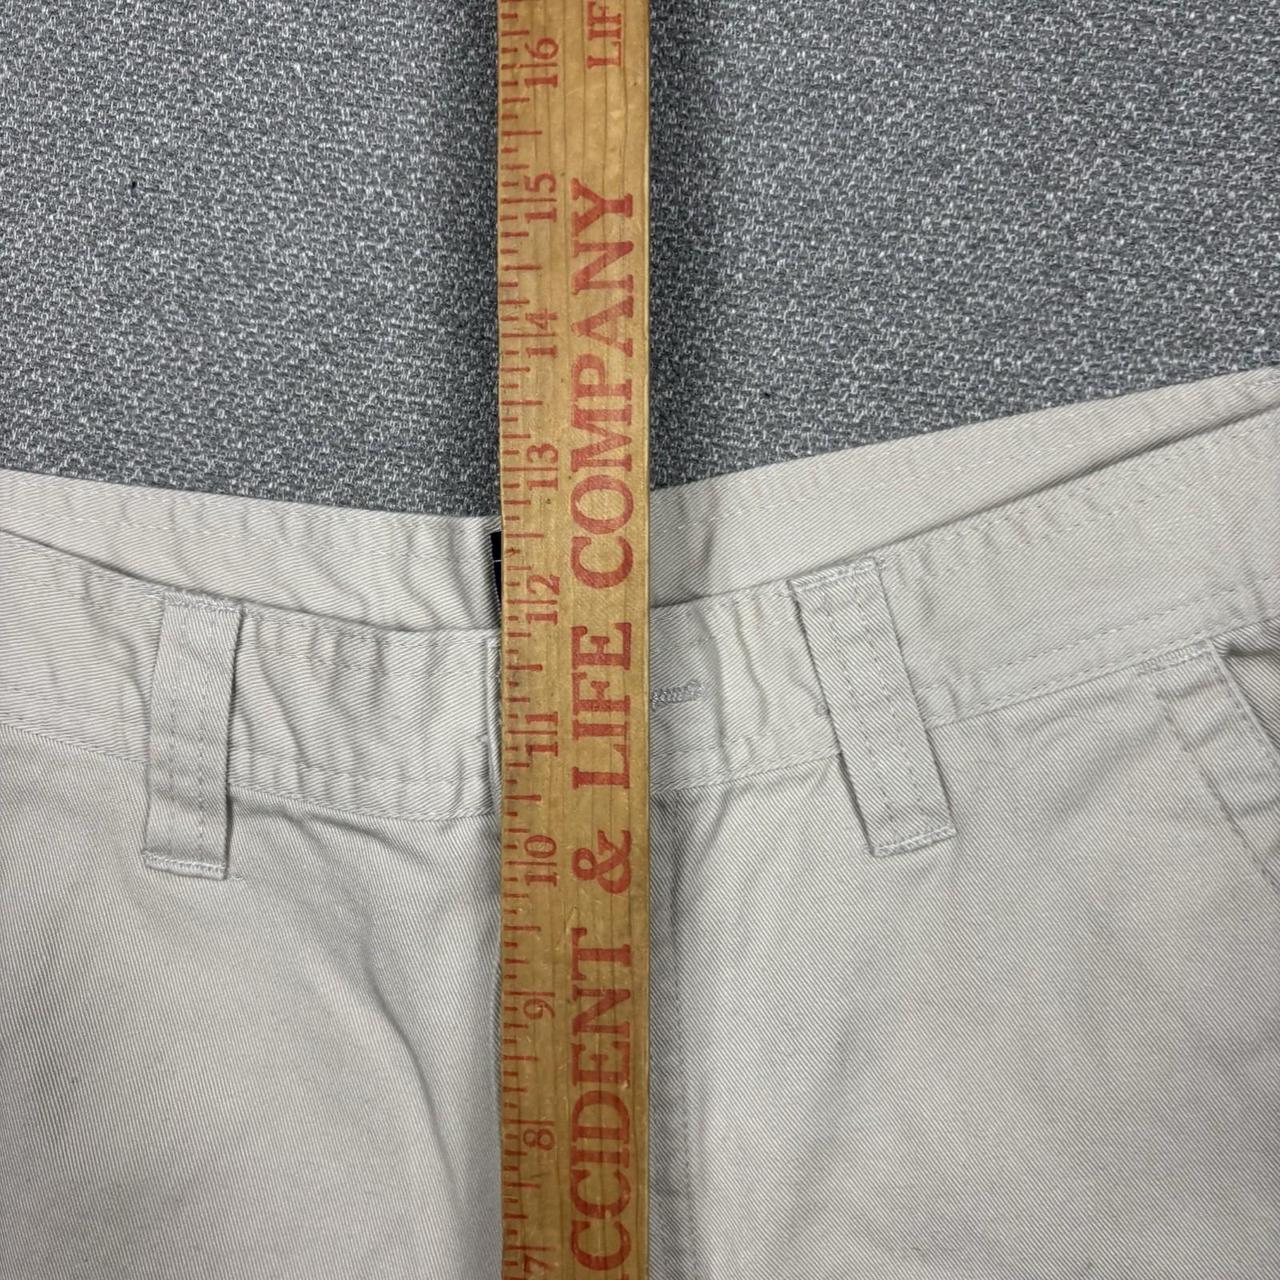 CCIDENT & LIFE COMPANY LIF
7 8 9 10 11 12 13 14 15 16